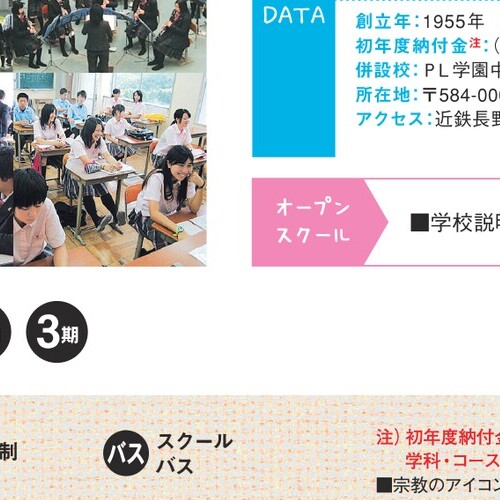 DATA
創立年：1955年
初年度納付金注：（
併設校：PL学園中
所在地：〒584-000
アクセス：近鉄長野
オープン
スクール
■学校説明
3期
制
バス スクール
バス
注）初年度納付金
学科・コース
■宗教のアイコン